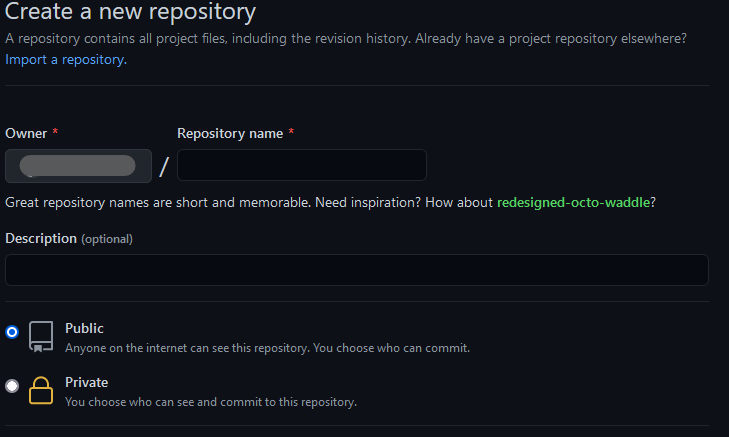 Create a new repository
A repository contains all project files, including the revision history. Already have a project repository elsewhere?
Import a repository.
Owner * Repository name *
/
Great repository names are short and memorable. Need inspiration? How about redesigned-octo-waddle?
Description (optional)
Public
Anyone on the internet can see this repository. You choose who can commit.
Private
You choose who can see and commit to this repository.